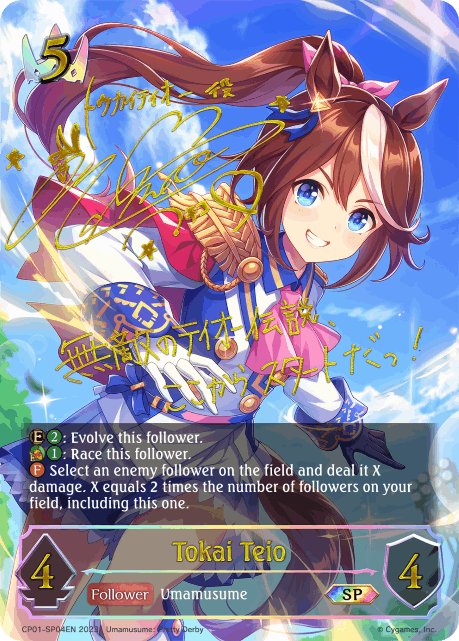 5
トウカイテイオー役
無敵のテイオー伝説、
ここからスタートだっ！
E 2: Evolve this follower.
1: Race this follower.
F Select an enemy follower on the field and deal it X
damage. X equals 2 times the number of followers on your
field, including this one.
Tokai Teio
4
Follower Umamusume
SP
4
CP01-SP04EN 2023 Umamusume: Pretty Derby
© Cygames, Inc.